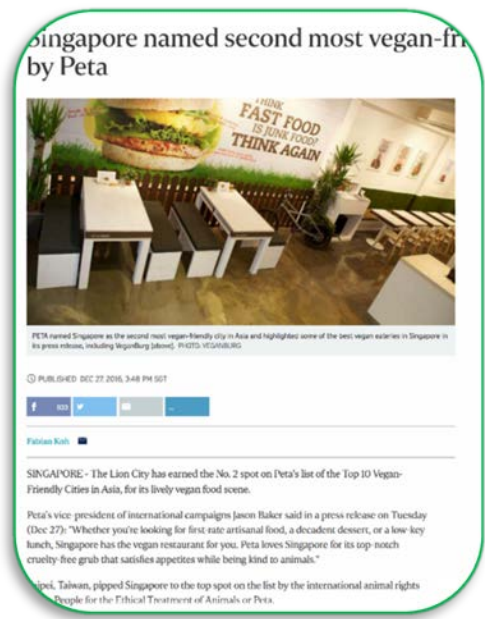 Singapore named second most vegan-fri
by Peta
THINK
FAST FOOD
IS JUNK FOOD?
THINK AGAIN
PETA named Singapore as the second most vegan-friendly city in Asia and highlighted some of the best vegan eateries in Singapore in
its press release, including VeganBurg (above). PHOTO: VEGANBURG
PUBLISHED DEC 27, 2016, 3:48 PM SGT
f 933
Fabian Koh
SINGAPORE - The Lion City has earned the No. 2 spot on Peta's list of the Top 10 Vegan-
Friendly Cities in Asia, for its lively vegan food scene.
Peta's vice-president of international campaigns Jason Baker said in a press release on Tuesday
(Dec 27): "Whether you're looking for first-rate artisanal food, a decadent dessert, or a low-key
lunch, Singapore has the vegan restaurant for you. Peta loves Singapore for its top-notch
cruelty-free grub that satisfies appetites while being kind to animals."
aipei, Taiwan, pipped Singapore to the top spot on the list by the international animal rights
People for the Ethical Treatment of Animals or Peta.